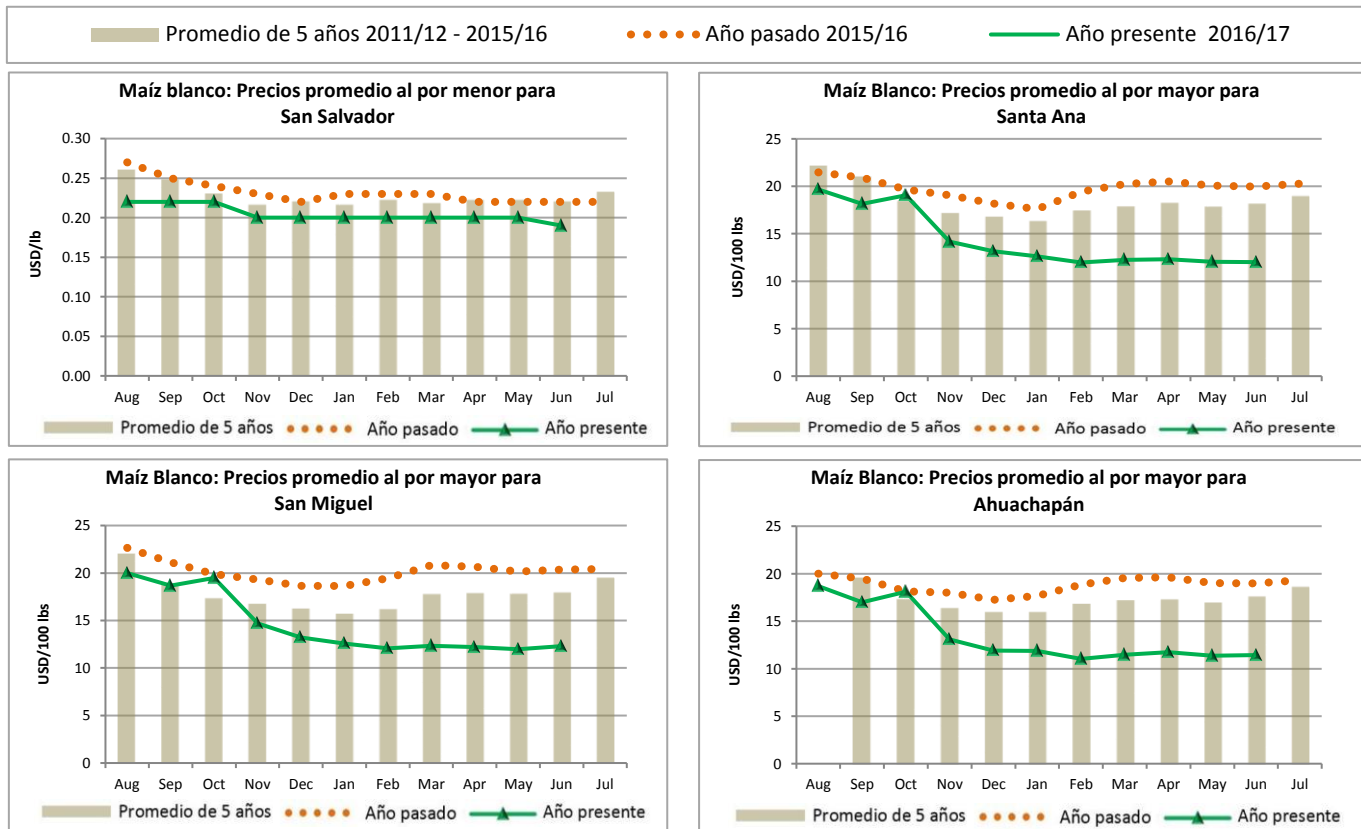 Promedio de 5 años 2011/12 - 2015/16 Año pasado 2015/16 Año presente 2016/17
Maíz blanco: Precios promedio al por menor para
San Salvador
USD/lb
0.30
0.25
0.20
0.15
0.10
0.05
0.00
Aug Sep Oct Nov Dec Jan Feb Mar Apr May Jun Jul
Promedio de 5 años Año pasado Año presente
Maíz Blanco: Precios promedio al por mayor para
Santa Ana
USD/100 lbs
25
20
15
10
5
0
Aug Sep Oct Nov Dec Jan Feb Mar Apr May Jun Jul
Promedio de 5 años Año pasado Año presente
Maíz Blanco: Precios promedio al por mayor para
San Miguel
USD/100 lbs
25
20
15
10
5
0
Aug Sep Oct Nov Dec Jan Feb Mar Apr May Jun Jul
Promedio de 5 años Año pasado Año presente
Maíz Blanco: Precios promedio al por mayor para
Ahuachapán
USD/100 lbs
25
20
15
10
5
0
Aug Sep Oct Nov Dec Jan Feb Mar Apr May Jun Jul
Promedio de 5 años Año pasado Año presente